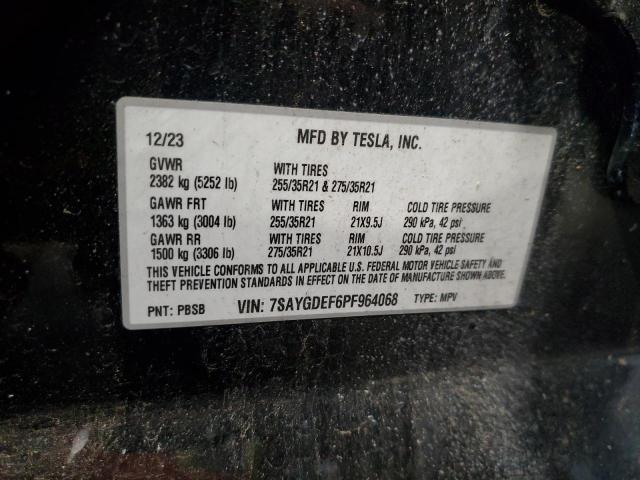 12/23 MFD BY TESLA, INC.
GVWR WITH TIRES
2382 kg (5252 lb) 255/35R21 & 275/35R21
GAWR FRT WITH TIRES RIM COLD TIRE PRESSURE
1363 kg (3004 lb) 255/35R21 21X9.5J 290 kPa, 42 psi
GAWR RR WITH TIRES RIM COLD TIRE PRESSURE
1500 kg (3306 lb) 275/35R21 21X10.5J 290 kPa, 42 psi
THIS VEHICLE CONFORMS TO ALL APPLICABLE U.S. FEDERAL MOTOR VEHICLE SAFETY AND
THEFT PREVENTION STANDARDS IN EFFECT ON THE DATE OF MANUFACTURE SHOWN ABOVE.
PNT: PBSB VIN: 7SAYGDEF6PF964068 TYPE: MPV